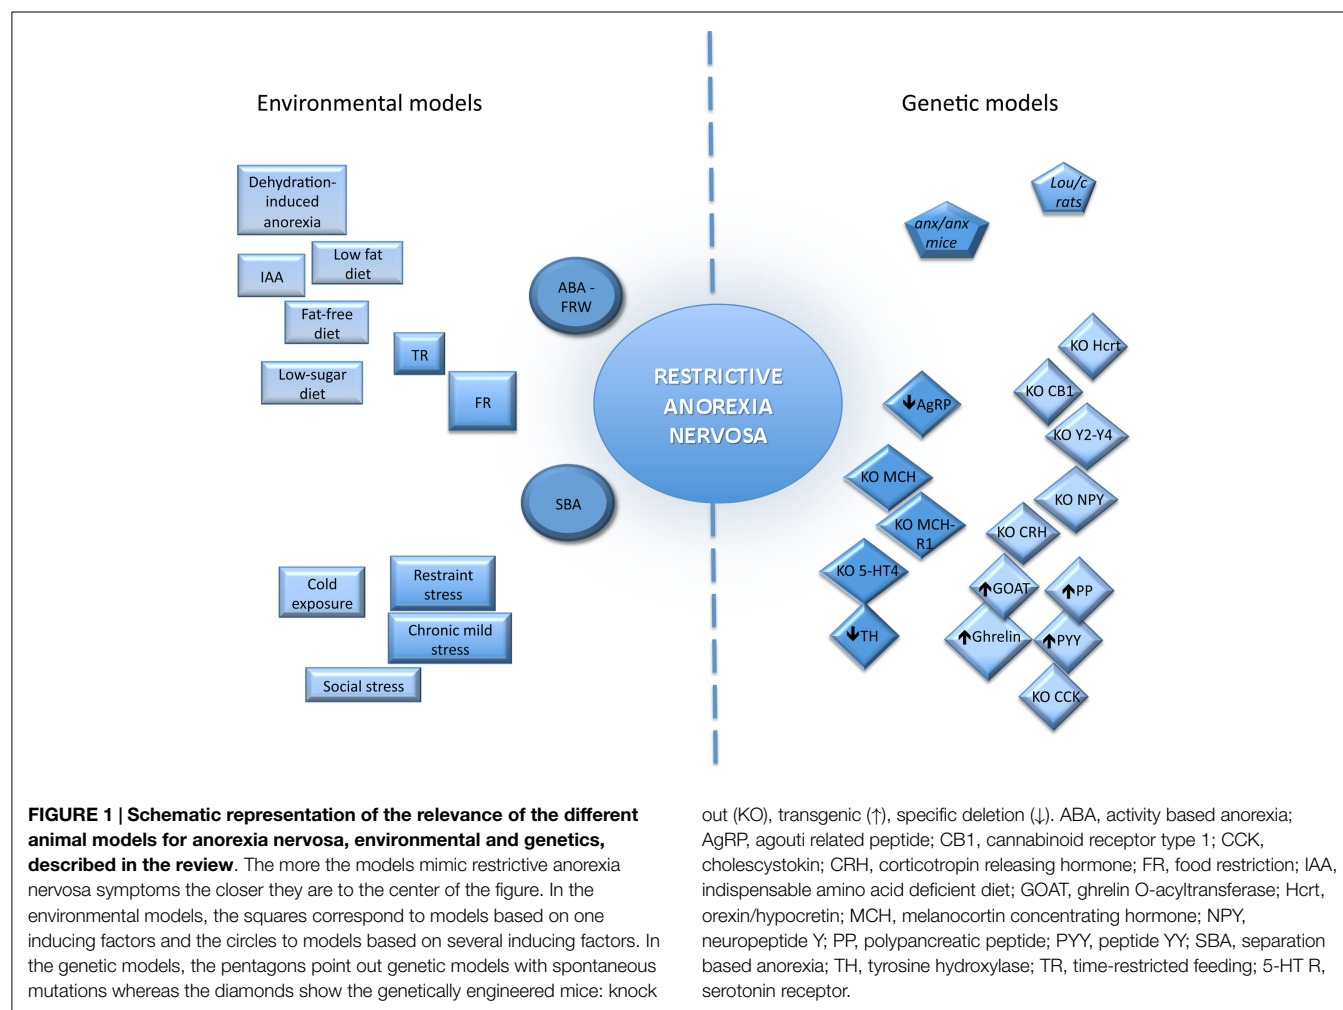 Environmental models
Genetic models
Dehydration-
induced
anorexia
IAA
Low fat
diet
Fat-free
diet
Low-sugar
diet
TR
FR
ABA -
FRW
SBA
Cold
exposure
Restraint
stress
Chronic mild
stress
Social stress
RESTRICTIVE
ANOREXIA
NERVOSA
Lou/c
rats
anx/anx
mice
KO Hcrt
KO CB1
↓AgRP
KO Y2-Y4
KO MCH
KO NPY
KO MCH-
R1
KO CRH
KO 5-HT4
↑GOAT
↑PP
↓TH
↑Ghrelin
↑PYY
KO CCK
FIGURE 1 | Schematic representation of the relevance of the different
animal models for anorexia nervosa, environmental and genetics,
described in the review. The more the models mimic restrictive anorexia
nervosa symptoms the closer they are to the center of the figure. In the
environmental models, the squares correspond to models based on one
inducing factors and the circles to models based on several inducing factors. In
the genetic models, the pentagons point out genetic models with spontaneous
mutations whereas the diamonds show the genetically engineered mice: knock
out (KO), transgenic (↑), specific deletion (↓). ABA, activity based anorexia;
AgRP, agouti related peptide; CB1, cannabinoid receptor type 1; CCK,
cholescystokin; CRH, corticotropin releasing hormone; FR, food restriction; IAA,
indispensable amino acid deficient diet; GOAT, ghrelin O-acyltransferase; Hcrt,
orexin/hypocretin; MCH, melanocortin concentrating hormone; NPY,
neuropeptide Y; PP, polypancreatic peptide; PYY, peptide YY; SBA, separation
based anorexia; TH, tyrosine hydroxylase; TR, time-restricted feeding; 5-HT R,
serotonin receptor.